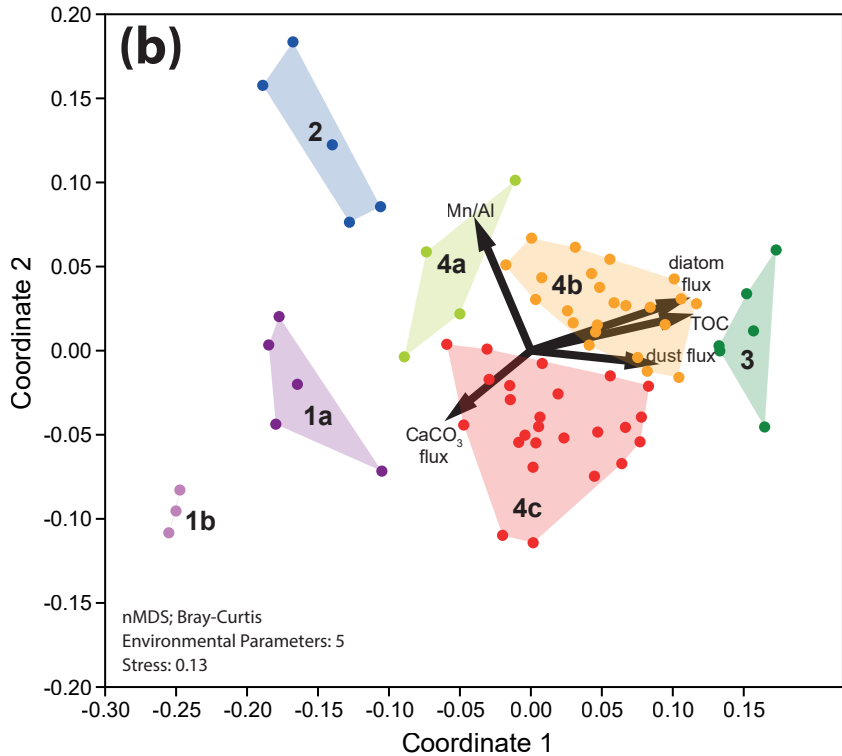 (b)
0.20
0.15
0.10
0.05
0.00
-0.05
-0.10
-0.15
-0.20
Coordinate 2
2
Mn/Al
4a
4b
diatom
flux
TOC
dust flux
3
1a
CaCO₃
flux
4c
1b
nMDS; Bray-Curtis
Environmental Parameters: 5
Stress: 0.13
-0.30 -0.25 -0.20 -0.15 -0.10 -0.05 0.00 0.05 0.10 0.15
Coordinate 1